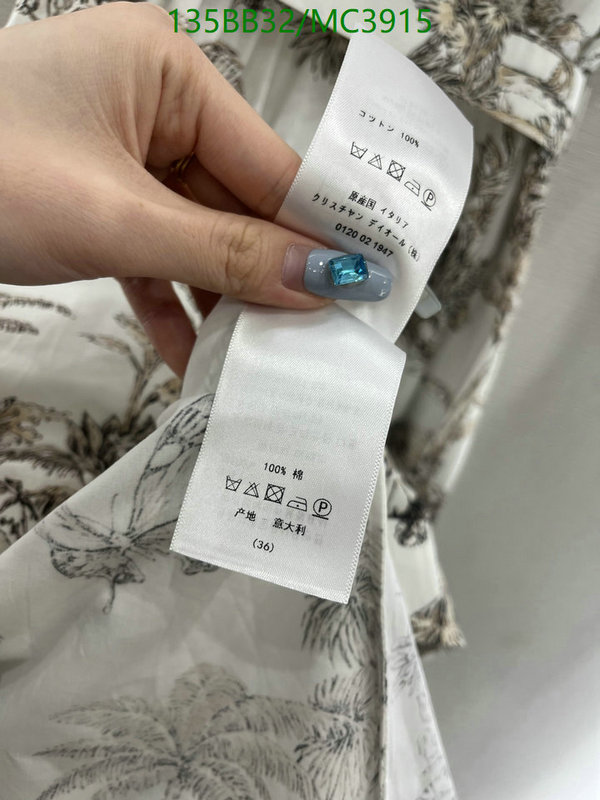 135BB32/MC3915
コットン 100%
原産国 イタリア
クリスチャン ディオール(株)
0120 02 1947
100% 棉
产地 意大利
(36)